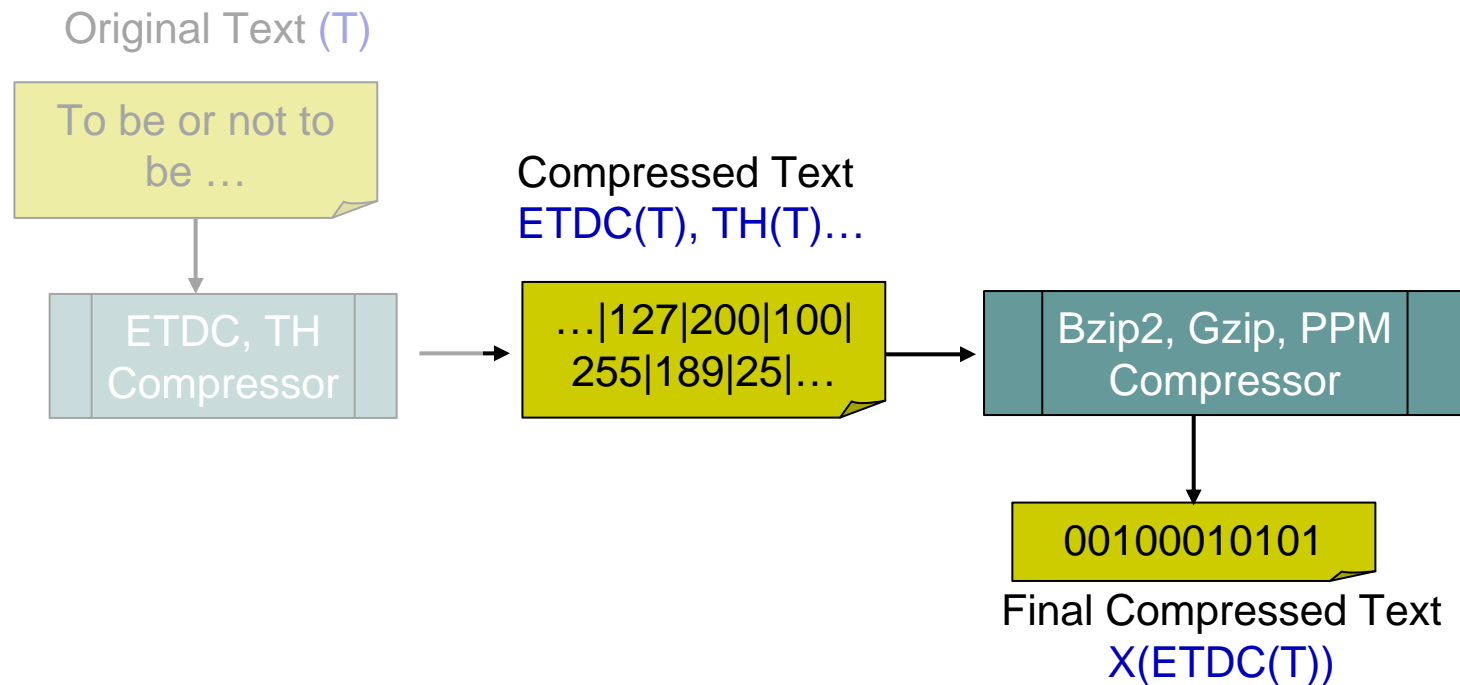 Original Text (T)
To be or not to
be …
ETDC, TH
Compressor
Compressed Text
ETDC(T), TH(T)…
…|127|200|100|
255|189|25|…
Bzip2, Gzip, PPM
Compressor
00100010101
Final Compressed Text
X(ETDC(T))